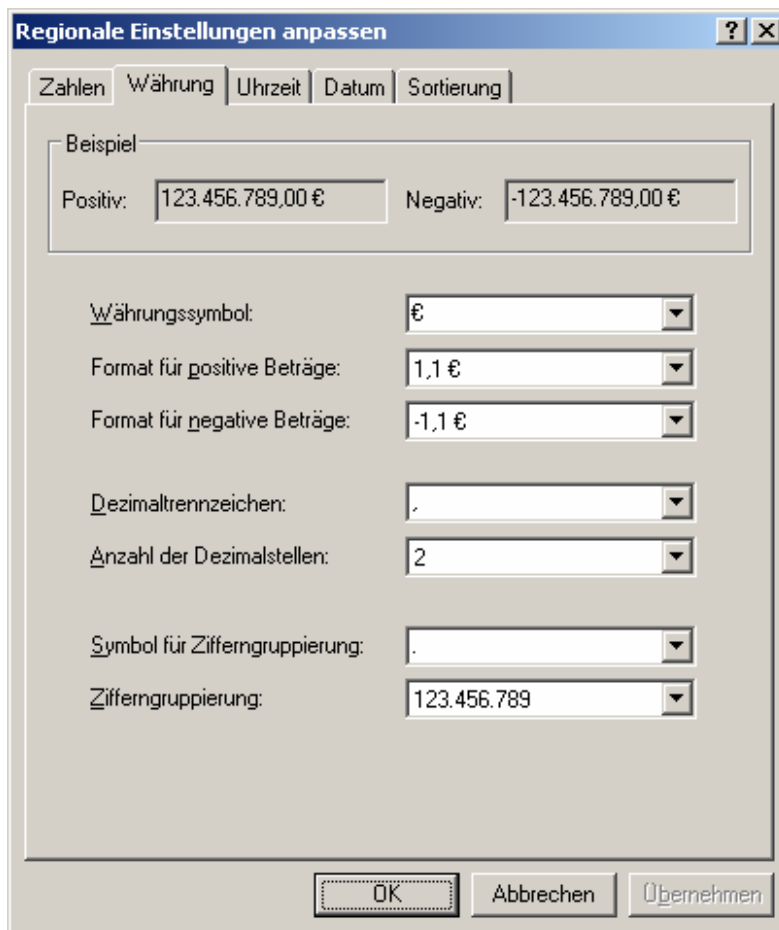 Regionale Einstellungen anpassen
Zahlen Währung Uhrzeit Datum Sortierung
Beispiel
Positiv: 123.456.789,00 € Negativ: -123.456.789,00 €
Währungssymbol: €
Format für positive Beträge: 1,1 €
Format für negative Beträge: -1,1 €
Dezimaltrennzeichen: ,
Anzahl der Dezimalstellen: 2
Symbol für Zifferngruppierung: .
Zifferngruppierung: 123.456.789
OK Abbrechen Übernehmen